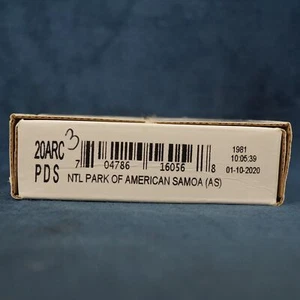 20ARC 3
PDS
7 04786 16056 8
1981
10:05:39
01-10-2020
NTL PARK OF AMERICAN SAMOA (AS)